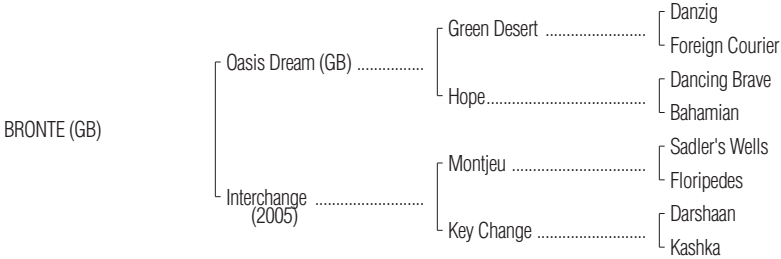 Danzig
Green Desert ........................
Foreign Courier
Oasis Dream (GB) ................
Dancing Brave
Hope......................................
Bahamian
BRONTE (GB)
Sadler's Wells
Montjeu ................................
Floripedes
Interchange ..........................
(2005)
Darshaan
Key Change ..........................
Kashka